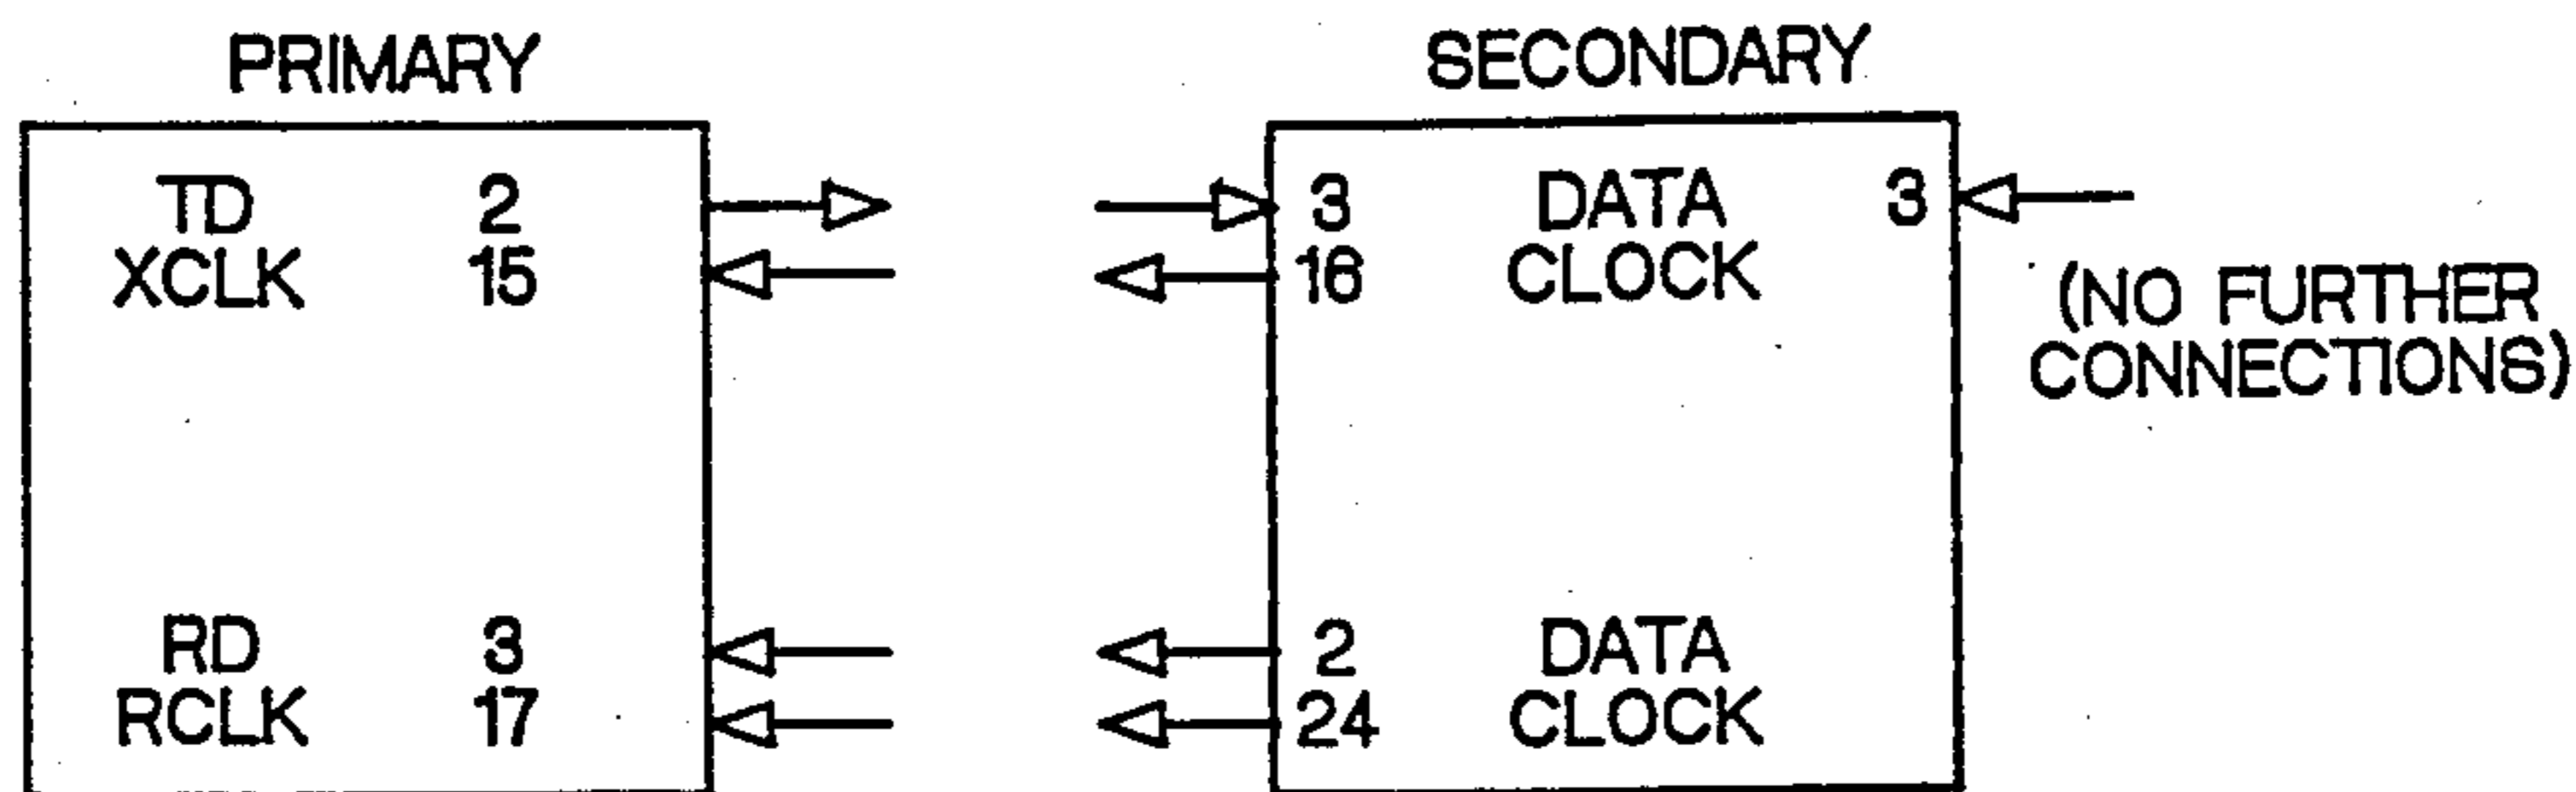 PRIMARY
TD 2
XCLK 15
RD 3
RCLK 17
SECONDARY
3 DATA 3
16 CLOCK
2 DATA
24 CLOCK
(NO FURTHER
CONNECTIONS)